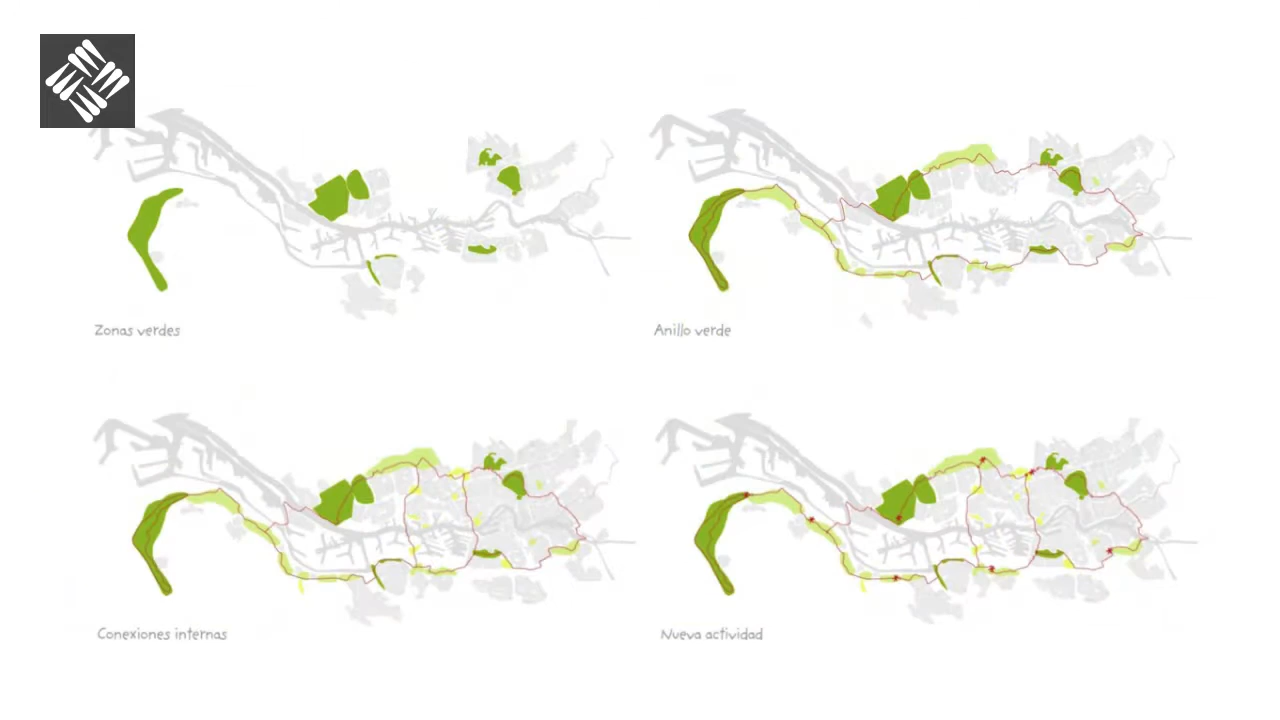 Zonas verdes
Anillo verde
Conexiones internas
Nueva actividad